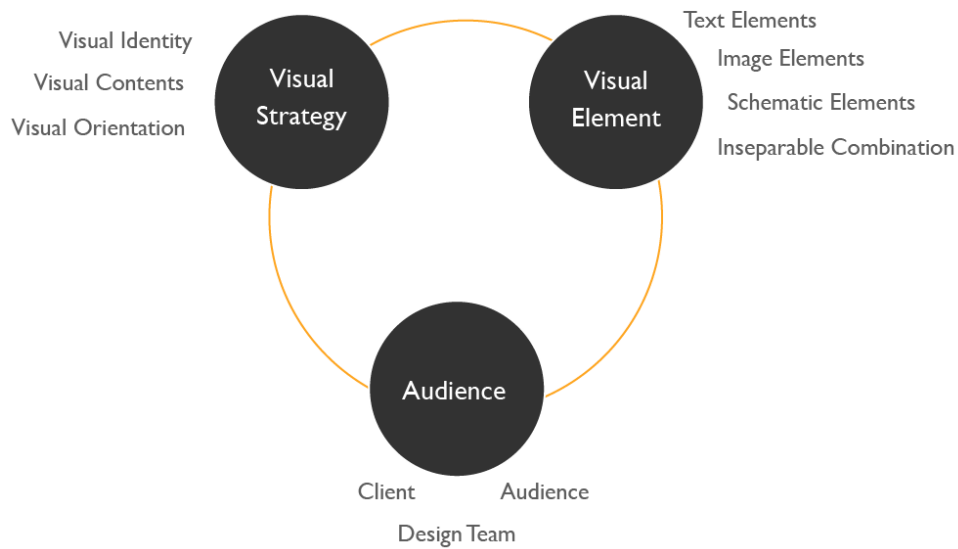 Visual Identity
Visual Contents
Visual Orientation
Visual
Strategy
Visual
Element
Text Elements
Image Elements
Schematic Elements
Inseparable Combination
Audience
Client
Audience
Design Team